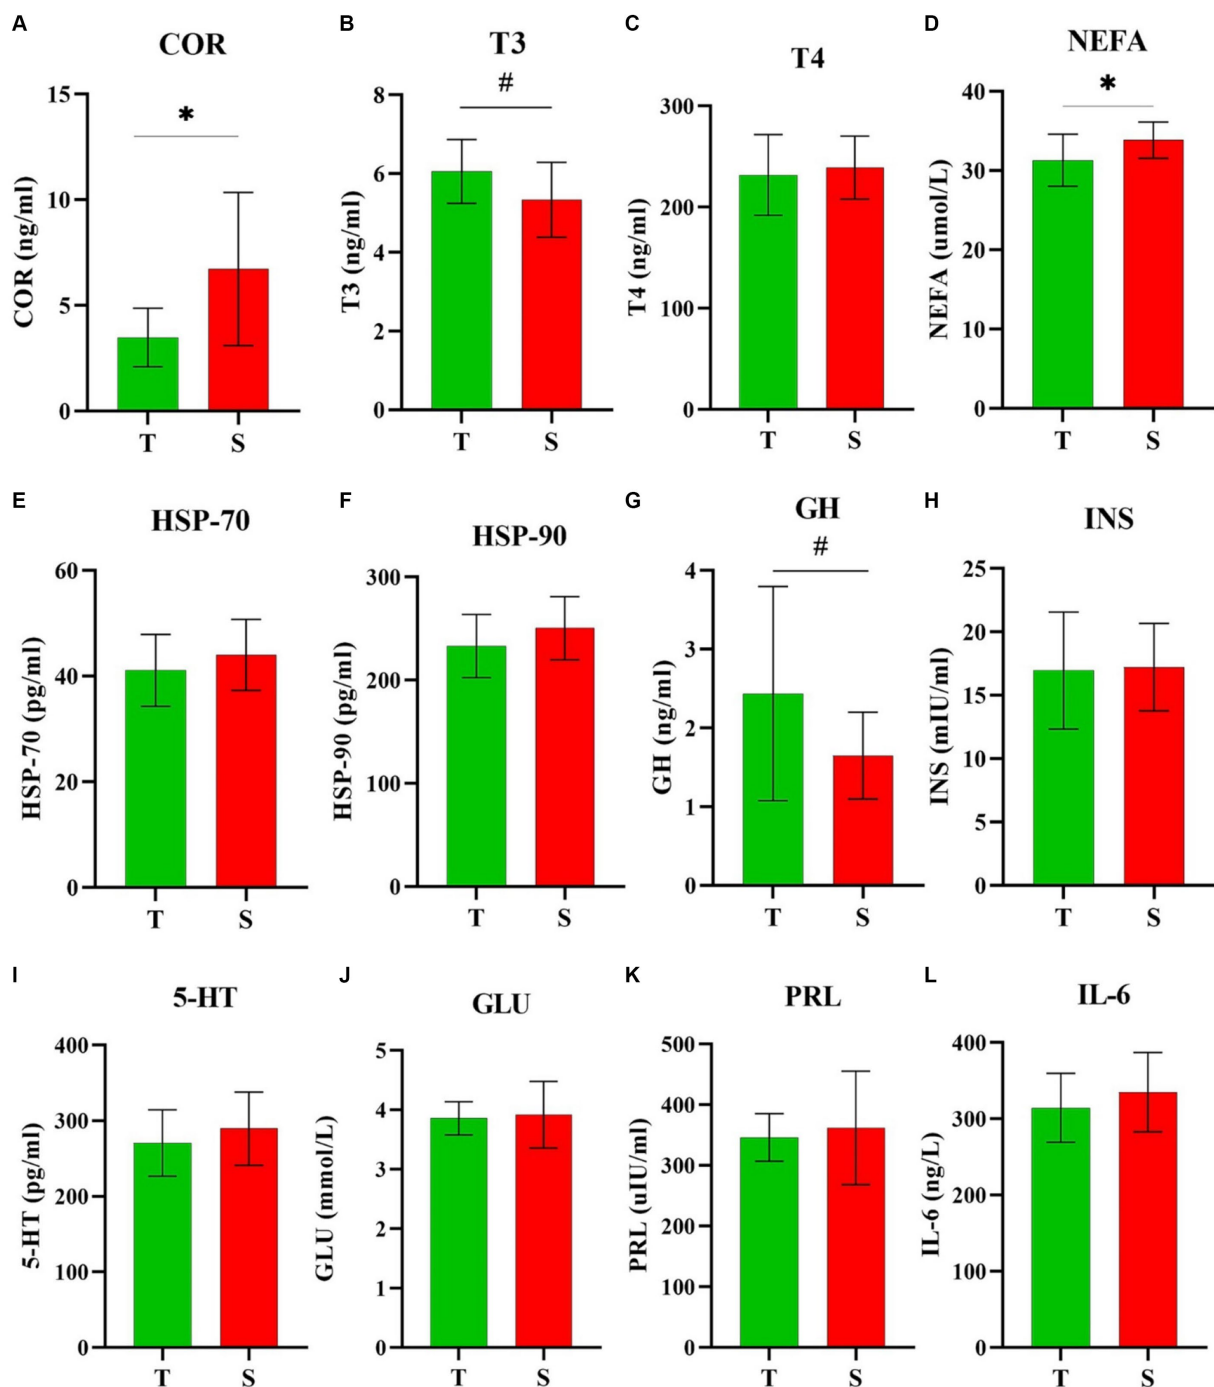 A
COR
*
COR (ng/ml)
15
10
5
0
T S
B
T3
#
T3 (ng/ml)
8
6
4
2
0
T S
C
T4
T4 (ng/ml)
300
200
100
0
T S
D
NEFA
*
NEFA (umol/L)
40
30
20
10
0
T S
E
HSP-70
HSP-70 (pg/ml)
60
40
20
0
T S
F
HSP-90
HSP-90 (pg/ml)
300
200
100
0
T S
G
GH
#
GH (ng/ml)
4
3
2
1
0
T S
H
INS
INS (mIU/ml)
25
20
15
10
5
0
T S
I
5-HT
5-HT (pg/ml)
400
300
200
100
0
T S
J
GLU
GLU (mmol/L)
5
4
3
2
1
0
T S
K
PRL
PRL (uIU/ml)
500
400
300
200
100
0
T S
L
IL-6
IL-6 (ng/L)
400
300
200
100
0
T S